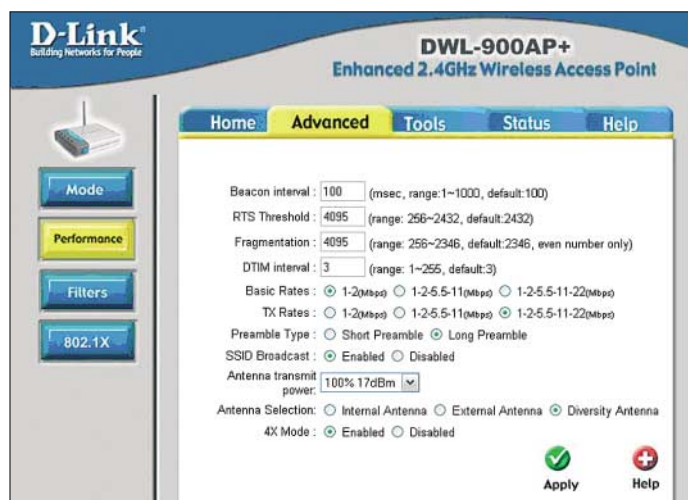 D-Link
Building Networks for People
DWL-900AP+
Enhanced 2.4GHz Wireless Access Point
Home Advanced Tools Status Help
Mode
Performance
Filters
802.1X
Beacon interval : 100 (msec, range:1~1000, default:100)
RTS Threshold : 4095 (range: 256~2432, default:2432)
Fragmentation : 4095 (range: 256~2346, default:2346, even number only)
DTIM interval : 3 (range: 1~255, default:3)
Basic Rates : 1-2(Mbps) 1-2-5.5-11(Mbps) 1-2-5.5-11-22(Mbps)
TX Rates : 1-2(Mbps) 1-2-5.5-11(Mbps) 1-2-5.5-11-22(Mbps)
Preamble Type : Short Preamble Long Preamble
SSID Broadcast : Enabled Disabled
Antenna transmit
power: 100% 17dBm
Antenna Selection: Internal Antenna External Antenna Diversity Antenna
4X Mode : Enabled Disabled
Apply Help